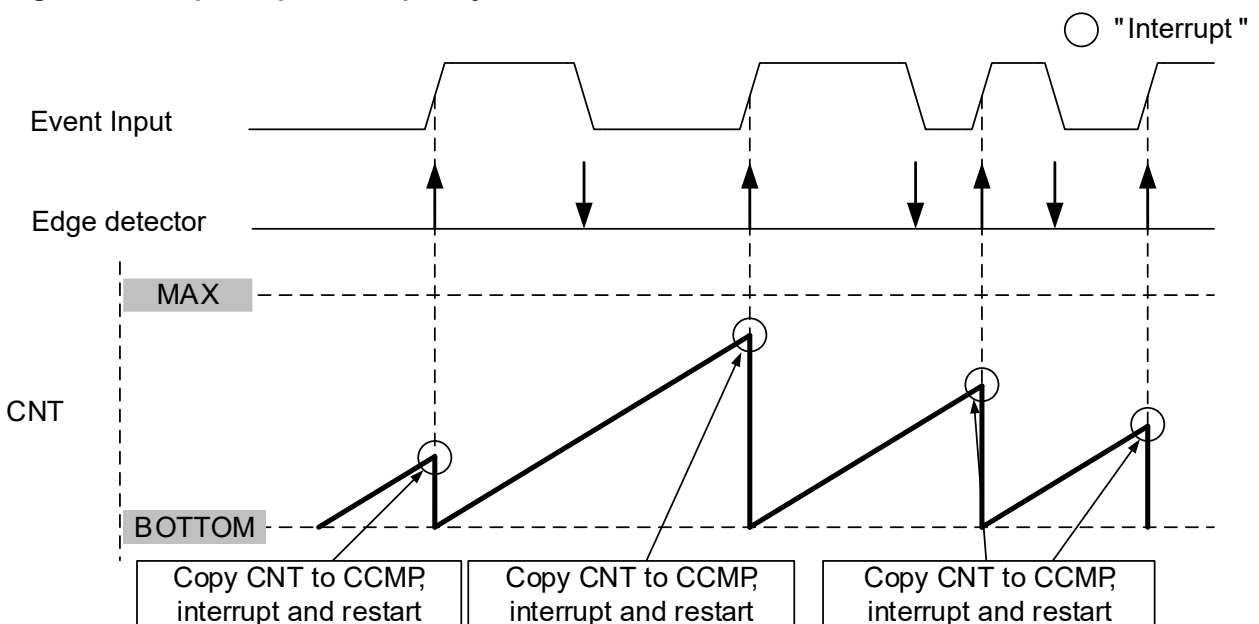 "Interrupt"
Event Input
Edge detector
MAX
CNT
BOTTOM
Copy CNT to CCMP,
interrupt and restart
Copy CNT to CCMP,
interrupt and restart
Copy CNT to CCMP,
interrupt and restart